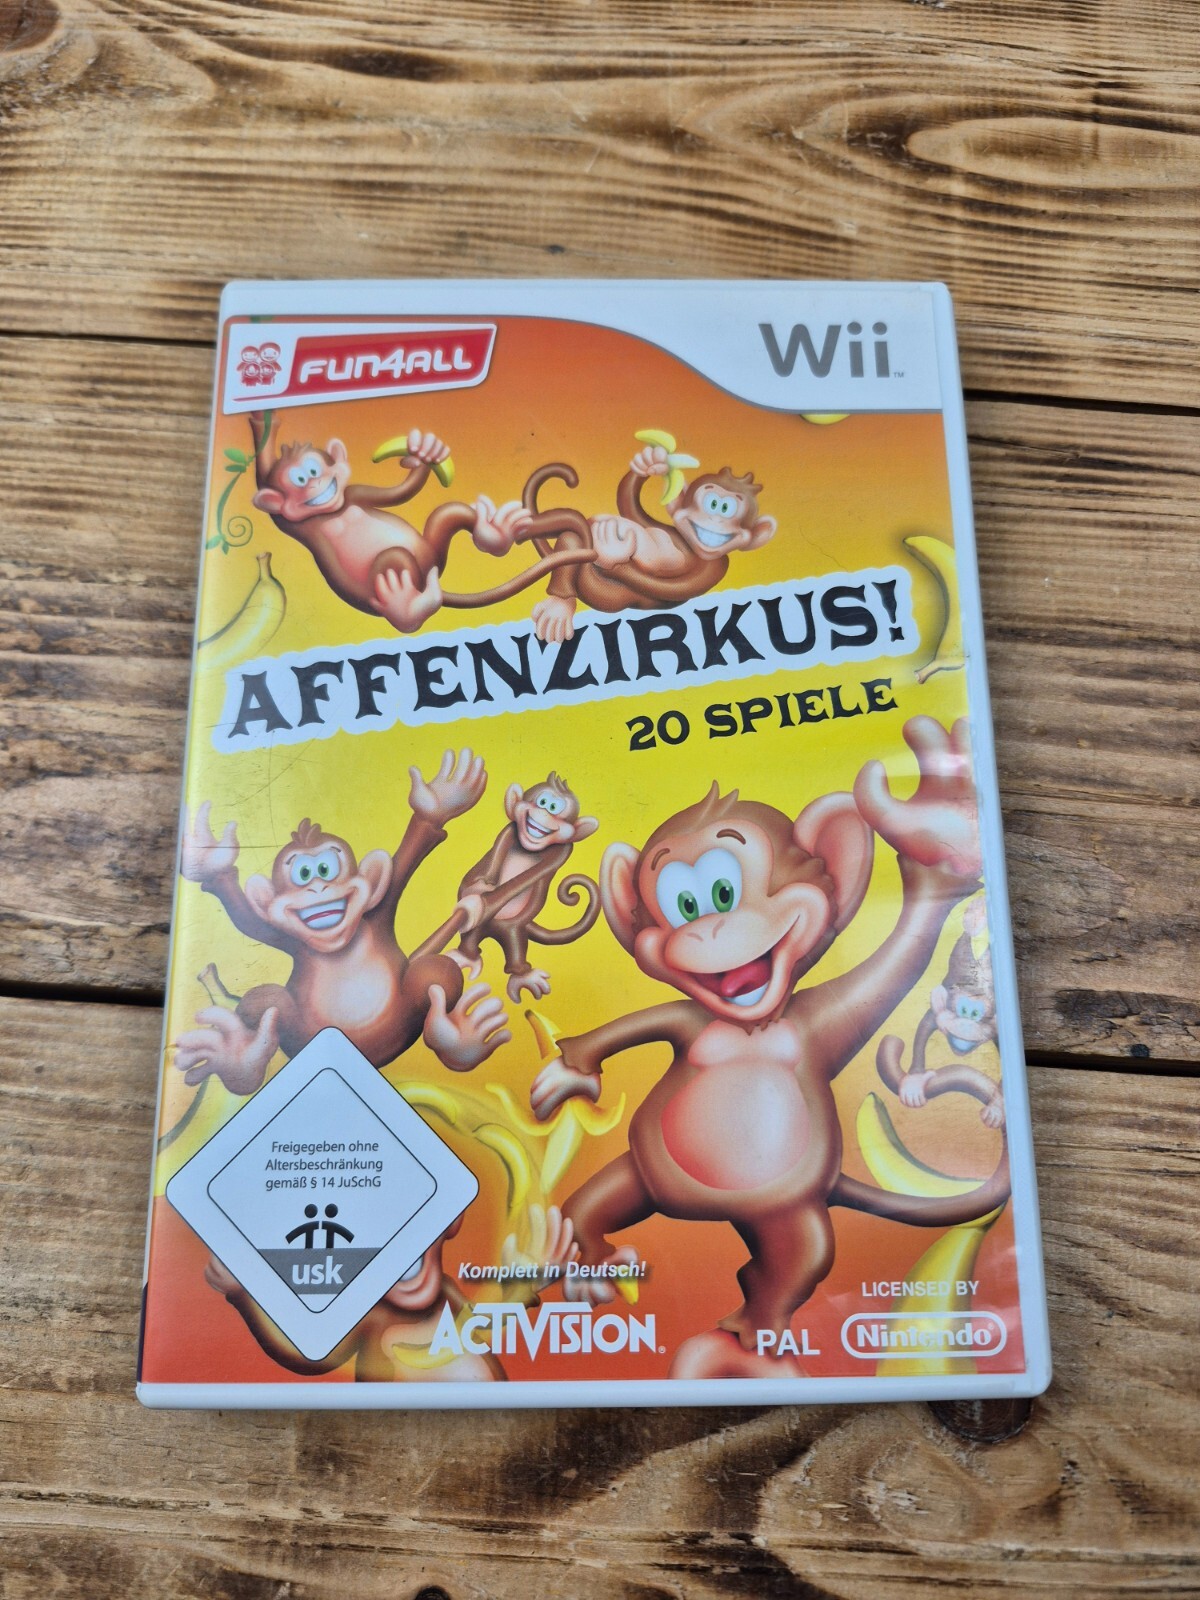 FUN4ALL
Wii™
AFFENZIRKUS!
20 SPIELE
Freigegeben ohne
Altersbeschränkung
gemäß § 14 JuSchG
usk
Komplett in Deutsch!
ACTIVISION®
PAL
LICENSED BY
Nintendo®